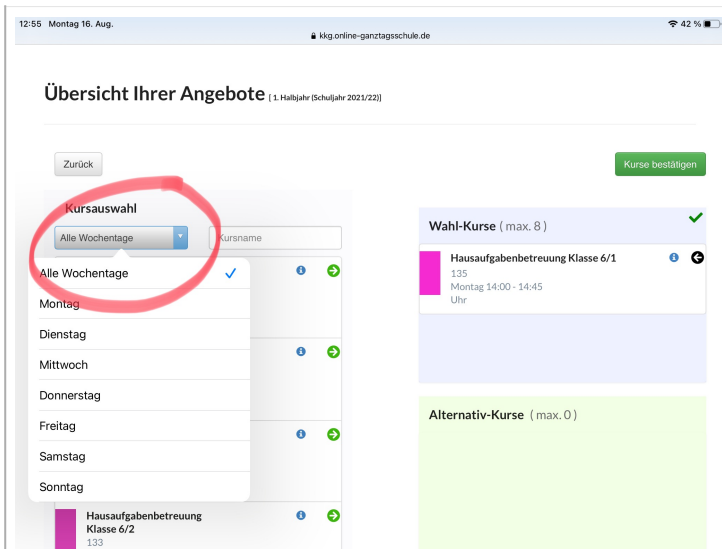 12:55 Montag 16. Aug.
42 %
kkg.online-ganztagsschule.de
Übersicht Ihrer Angebote [ 1. Halbjahr (Schuljahr 2021/22)]
Zurück
Kurse bestätigen
Kursauswahl
Alle Wochentage
Kursname
Alle Wochentage
Montag
Dienstag
Mittwoch
Donnerstag
Freitag
Samstag
Sonntag
Hausaufgabenbetreuung
Klasse 6/2
133
Wahl-Kurse ( max. 8 )
Hausaufgabenbetreuung Klasse 6/1
135
Montag 14:00 - 14:45
Uhr
Alternativ-Kurse ( max. 0 )